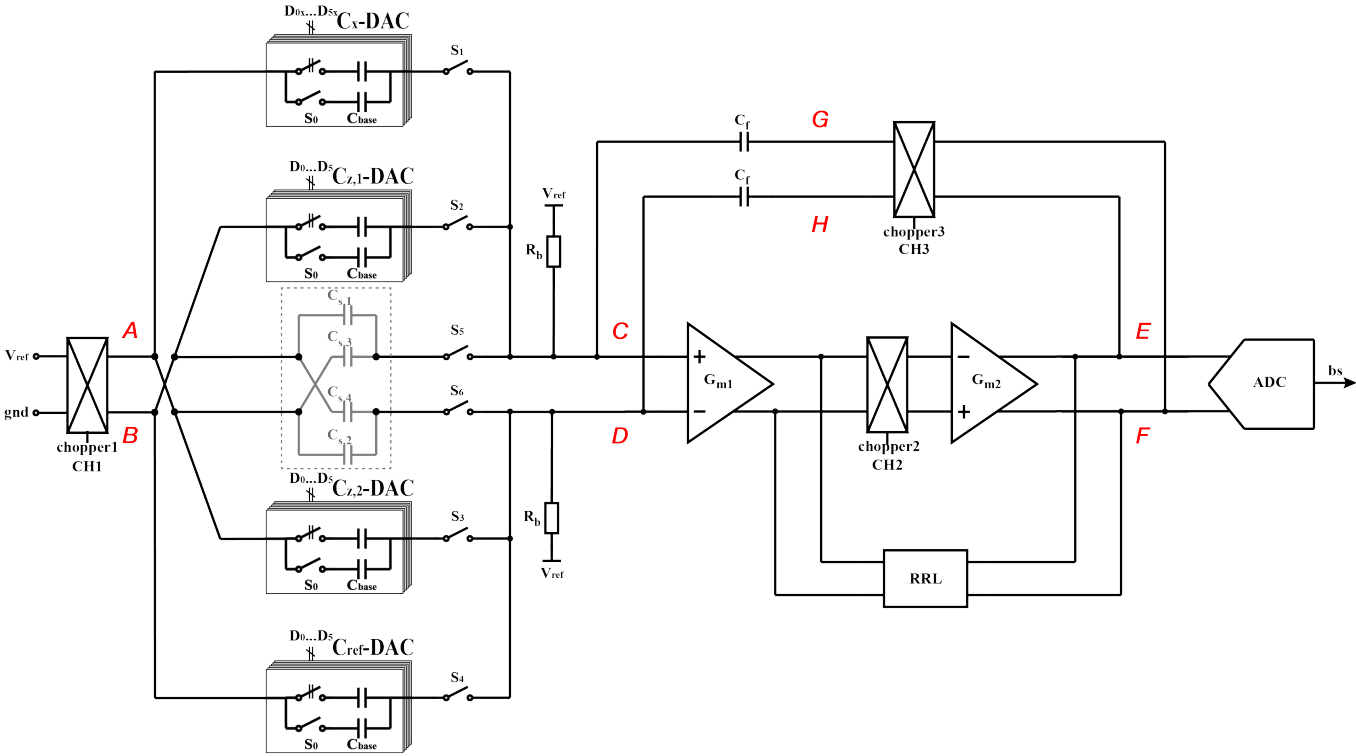 D0x...D5x Cx-DAC
S0 Cbase
S1
D0...D5 Cz,1-DAC
S0 Cbase
S2
Vref
Rb
Cf
G
Cf
H
chopper3
CH3
Cs,1
Cs,3
Cs,4
Cs,2
S5
S6
Vref
gnd
A
B
chopper1
CH1
C
D
+
−
Gm1
chopper2
CH2
−
+
Gm2
E
F
ADC
bs
D0...D5 Cz,2-DAC
S0 Cbase
S3
Rb
Vref
RRL
D0...D5 Cref-DAC
S0 Cbase
S4